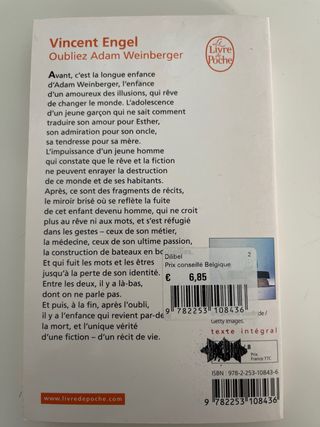 Vincent Engel
Oubliez Adam Weinberger
Le
Livre
de
Poche
Avant, c'est la longue enfance
d'Adam Weinberger, l'enfance
d'un amoureux des illusions, qui rêve
de changer le monde. L'adolescence
d'un jeune garçon qui ne sait comment
traduire son amour pour Esther,
son admiration pour son oncle,
sa tendresse pour sa mère.
L'impuissance d'un jeune homme
qui constate que le rêve et la fiction
ne peuvent enrayer la destruction
de ce monde et de ses habitants.
Après, ce sont des fragments de récits,
le miroir brisé où se reflète la fuite
de cet enfant devenu homme, qui ne croit
plus au rêve ni aux mots, et s'est réfugié
dans les gestes – ceux de son métier,
la médecine, ceux de son ultime passion,
la construction de bateaux en bo
Et qui fuit les mots et les êtres
jusqu'à la perte de son identité.
Entre les deux, il y a là-bas,
dont on ne parle pas.
Et puis, à la fin, après l'oubli,
il y a l'enfance qui revient par-de
la mort, et l'unique vérité
d'une fiction – d'un récit de vie.
Dilibel
2
Prix conseillé Belgique
€ 6,85
9 782253 108436
de /
Getty Images.
texte intégral
8
Prix
France TTC
ISBN : 978-2-253-10843-6
9 782253 108436
www.livredepoche.com